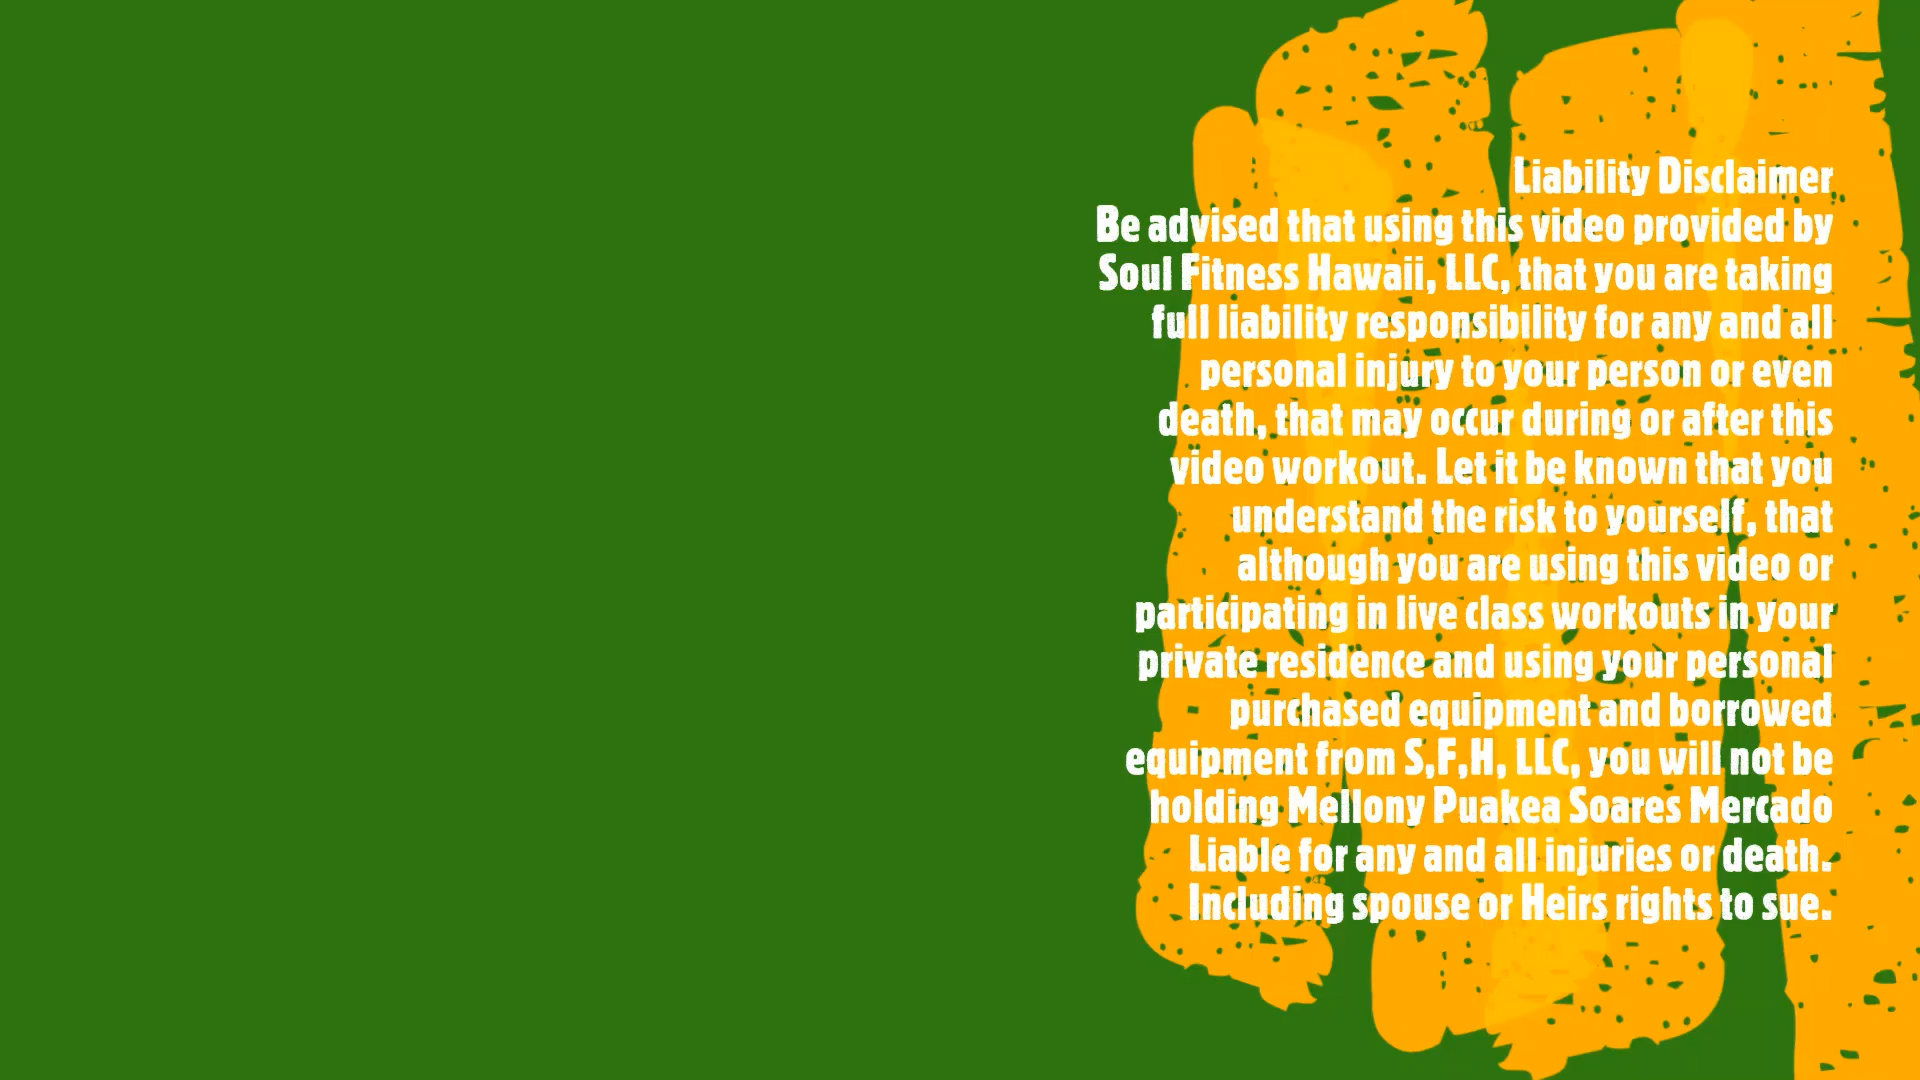 Liability Disclaimer
Be advised that using this video provided by
Soul Fitness Hawaii, LLC, that you are taking
full liability responsibility for any and all
personal injury to your person or even
death, that may occur during or after this
video workout. Let it be known that you
understand the risk to yourself, that
although you are using this video or
participating in live class workouts in your
private residence and using your personal
purchased equipment and borrowed
equipment from S,F,H, LLC, you will not be
holding Mellony Puakea Soares Mercado
Liable for any and all injuries or death.
Including spouse or Heirs rights to sue.